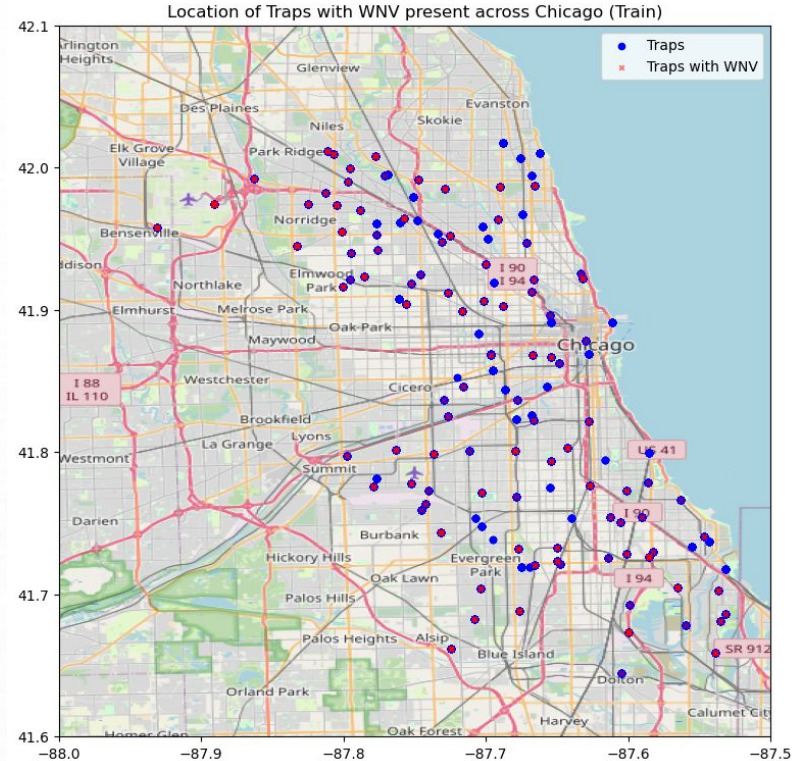 Location of Traps with WNV present across Chicago (Train)
42.1
Traps
Traps with WNV
Arlington
Heights
Glenview
Evanston
Des Plaines
Skokie
Niles
Elk Grove
Village
Park Ridge
42.0
Norridge
Bensenville
I 90
I 94
Elmwood
Park
Northlake
41.9
Elmhurst
Melrose Park
Oak Park
Maywood
Chicago
I 88
IL 110
Westchester
Cicero
Brookfield
Lyons
La Grange
41.8
Westmont
Summit
I 90
Darien
Burbank
Hickory Hills
Evergreen
Park
Oak Lawn
I 94
41.7
Palos Hills
Palos Heights
Alsip
Blue Island
SR 912
Dolton
Orland Park
Calumet City
Harvey
Oak Forest
Homer Glen
41.6
−88.0
−87.9
−87.8
−87.7
−87.6
−87.5